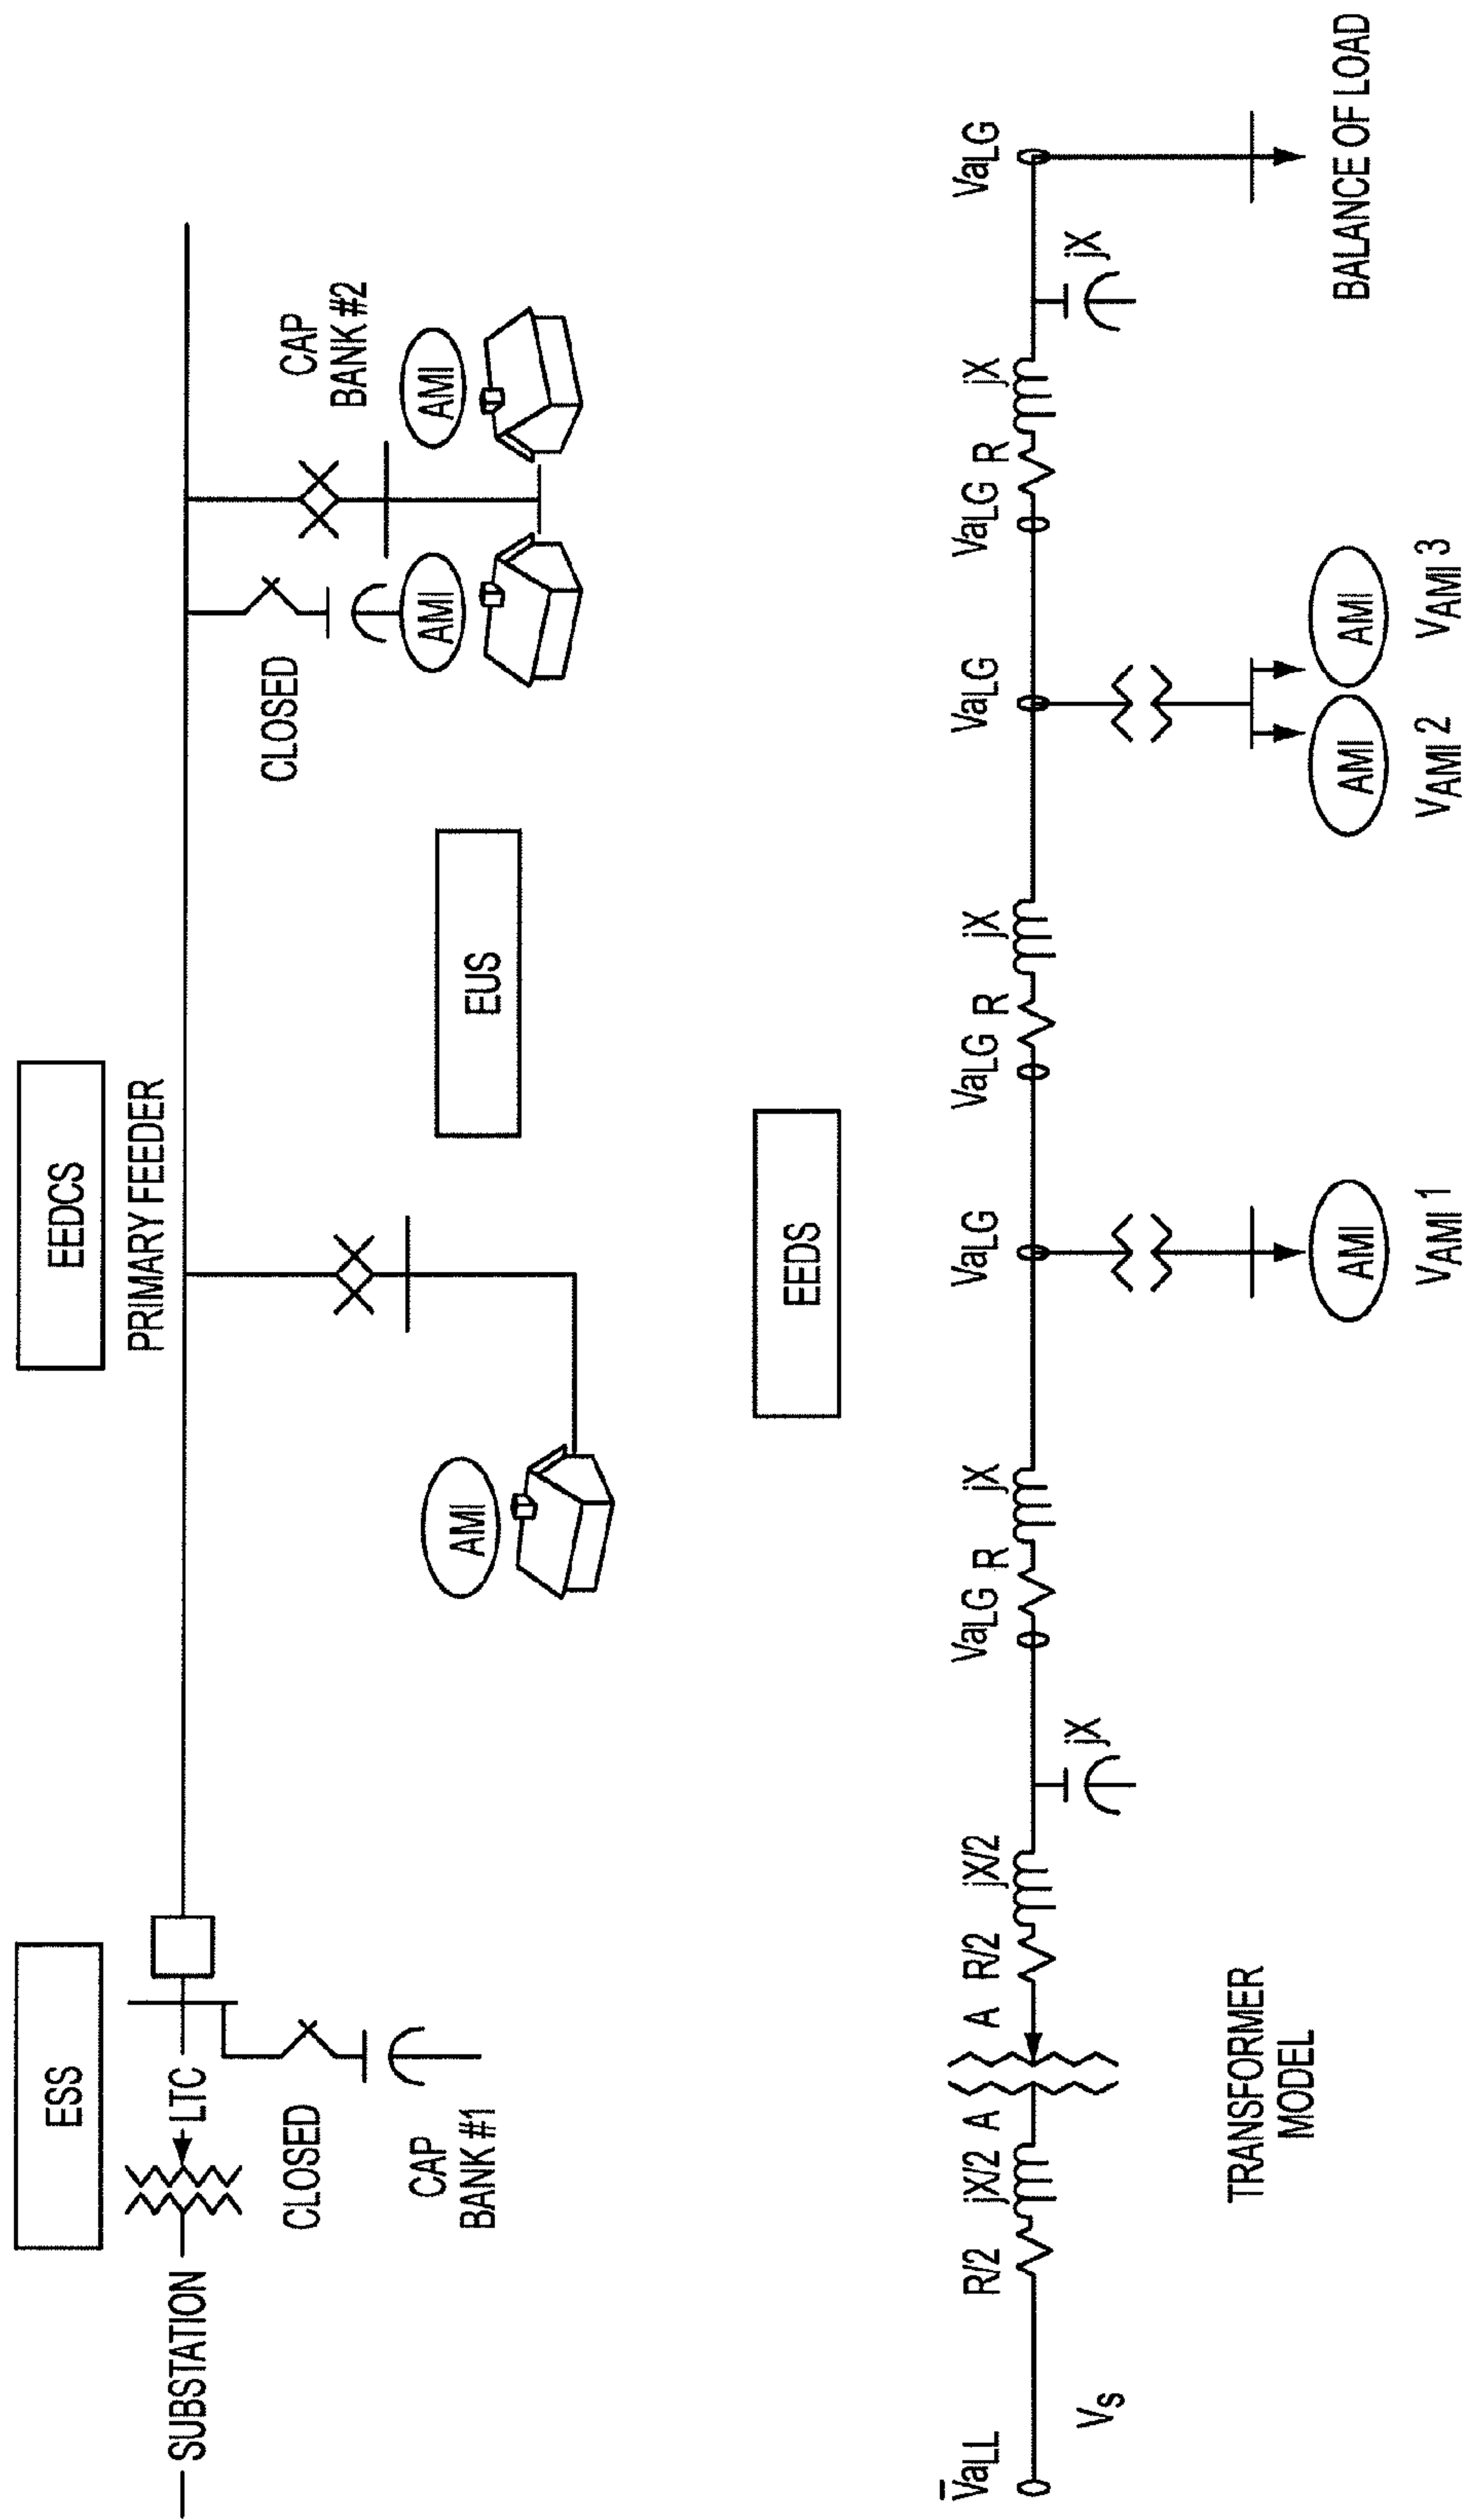 ESS
EEDCS
SUBSTATION
LTC
PRIMARY FEEDER
CLOSED
CAP
BANK #1
CLOSED
CAP
BANK #2
AMI
AMI
AMI
EUS
EEDS
VaLL
R/2
jX/2
A
A
R/2
jX/2
VaLG
R
jX
VaLG
VaLG
R
jX
VaLG
VaLG
R
jX
VaLG
Vs
jX
jX
TRANSFORMER
MODEL
AMI
AMI
AMI
BALANCE OF LOAD
VAMI 1
VAMI 2
VAMI 3